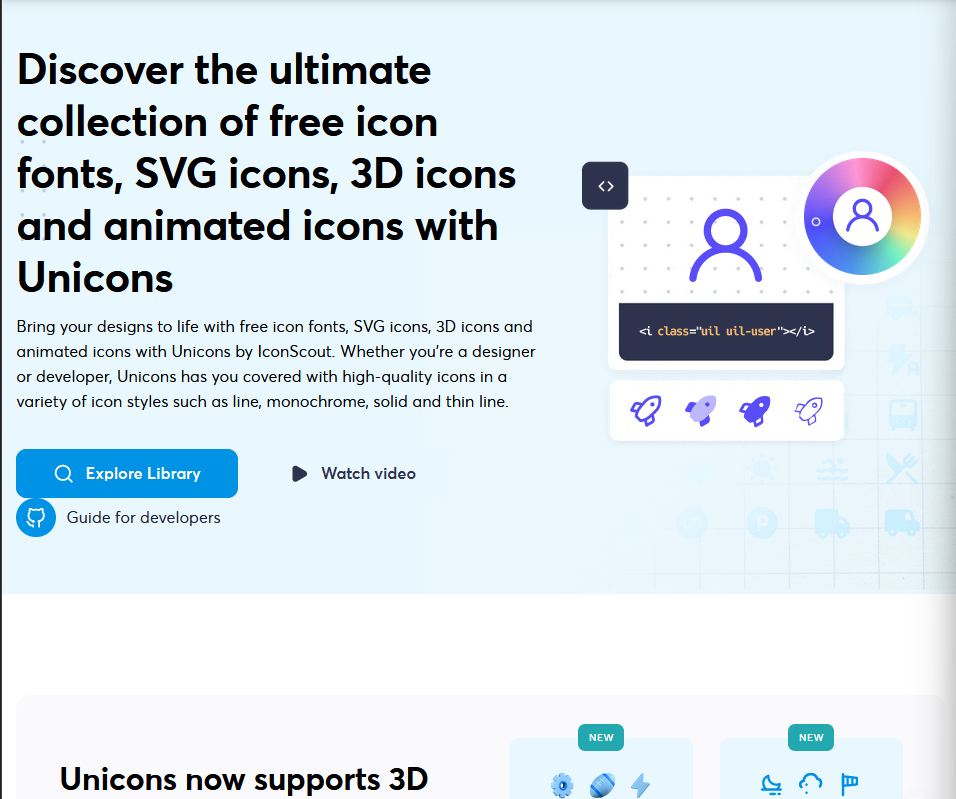 Discover the ultimate
collection of free icon
fonts, SVG icons, 3D icons
and animated icons with
Unicons
Bring your designs to life with free icon fonts, SVG icons, 3D icons and
animated icons with Unicons by IconScout. Whether you're a designer
or developer, Unicons has you covered with high-quality icons in a
variety of icon styles such as line, monochrome, solid and thin line.
Explore Library
Watch video
Guide for developers
<i class="uil uil-user"></i>
Unicons now supports 3D
NEW
NEW